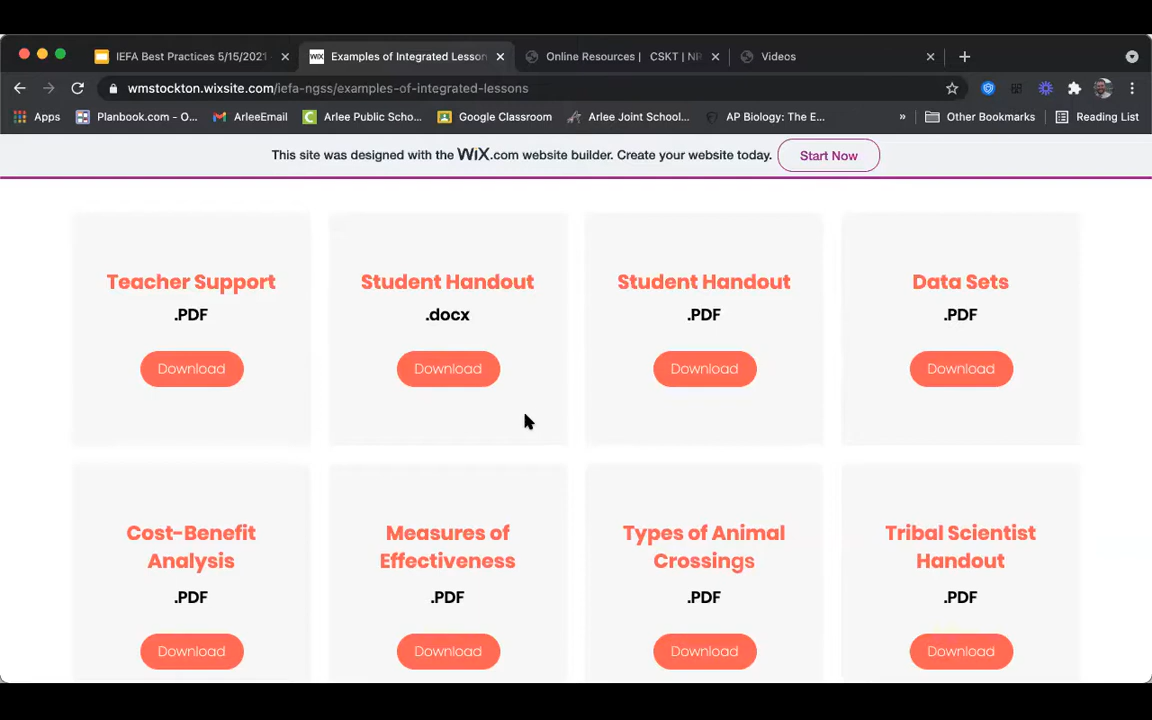 IEFA Best Practices 5/15/2021
Examples of Integrated Lesson
Online Resources | CSKT | NR
Videos
wmstockton.wixsite.com/iefa-ngss/examples-of-integrated-lessons
Apps
Planbook.com - O...
ArleeEmail
Arlee Public Scho...
Google Classroom
Arlee Joint School...
AP Biology: The E...
»
Other Bookmarks
Reading List
This site was designed with the WiX.com website builder. Create your website today.
Start Now
Teacher Support
.PDF
Download
Student Handout
.docx
Download
Student Handout
.PDF
Download
Data Sets
.PDF
Download
Cost-Benefit
Analysis
.PDF
Download
Measures of
Effectiveness
.PDF
Download
Types of Animal
Crossings
.PDF
Download
Tribal Scientist
Handout
.PDF
Download